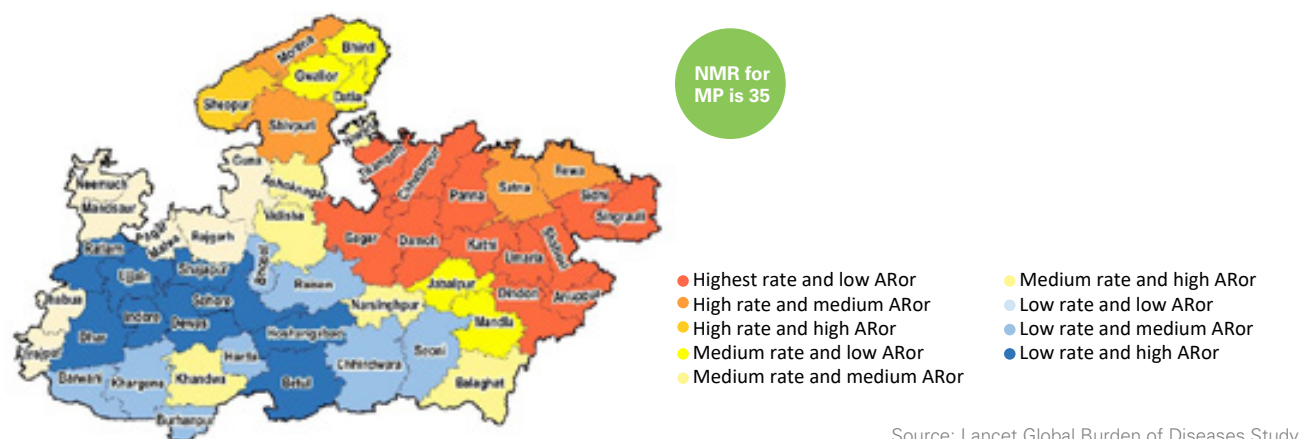 NMR for
MP is 35
Morena
Bhind
Gwalior
Datia
Sheopur
Shivpuri
Tikamgarh
Chhatarpur
Guna
Ashoknagar
Panna
Satna
Rewa
Sidhi
Singrauli
Neemuch
Mandsaur
Vidisha
Agar
Malwa
Rajgarh
Sagar
Damoh
Katni
Umaria
Shahdol
Ratlam
Ujjain
Shajapur
Bhopal
Raisen
Jabalpur
Dindori
Anuppur
Jhabua
Indore
Dewas
Sehore
Narsinghpur
Mandla
Dhar
Hoshangabad
Alirajpur
Barwani
Khargone
Khandwa
Harda
Betul
Chhindwara
Seoni
Balaghat
Burhanpur
Highest rate and low ARor
High rate and medium ARor
High rate and high ARor
Medium rate and low ARor
Medium rate and medium ARor
Medium rate and high ARor
Low rate and low ARor
Low rate and medium ARor
Low rate and high ARor
Source: Lancet Global Burden of Diseases Study